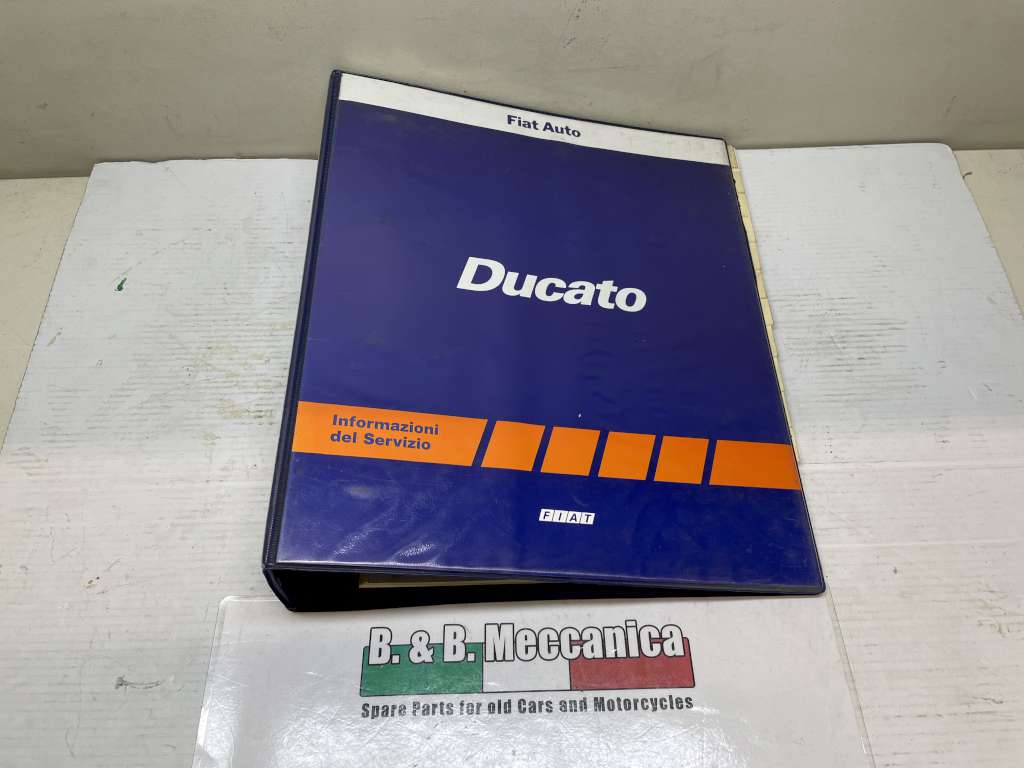 Fiat Auto
Ducato
Informazioni
del Servizio
FIAT
B. & B. Meccanica
Spare Parts for old Cars and Motorcycles